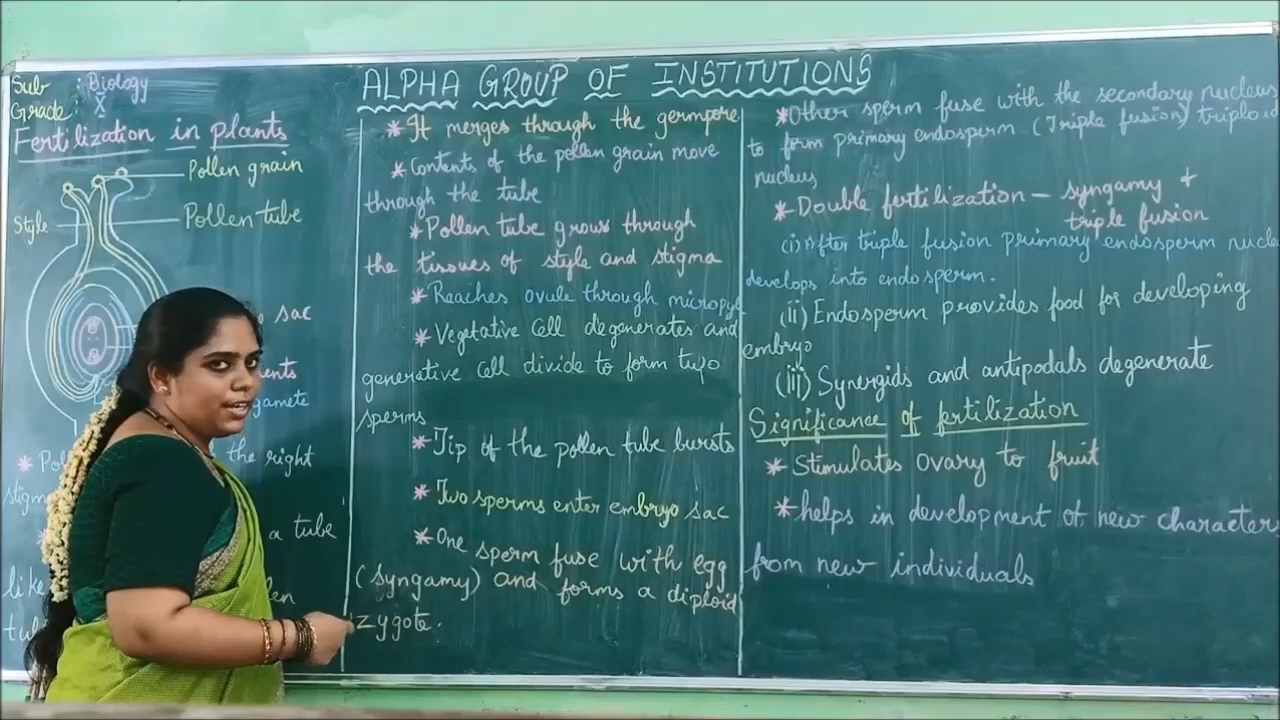 ALPHA GROUP OF INSTITUTIONS
Sub : Biology
Grade : X
Fertilization in plants
Pollen grain
Style
Pollen tube
sac
gamete
the right
a tube
* It merges through the germpore
* Contents of the pollen grain move
through the tube
* Pollen tube grows through
the tissues of style and stigma
* Reaches ovule through micropyl
* Vegetative cell degenerates and
generative cell divide to form two
sperms
* Tip of the pollen tube bursts
* Two sperms enter embryo sac
* One sperm fuse with egg
(syngamy) and forms a diploid
zygote.
* Other sperm fuse with the secondary nucleus
to form primary endosperm (Triple fusion) triploid
nucleus
* Double fertilization – syngamy +
triple fusion
(i) After triple fusion primary endosperm nucle
develops into endosperm.
(ii) Endosperm provides food for developing
embryo
(iii) Synergids and antipodals degenerate
Significance of fertilization
* Stimulates ovary to fruit
* helps in development of new character
from new individuals